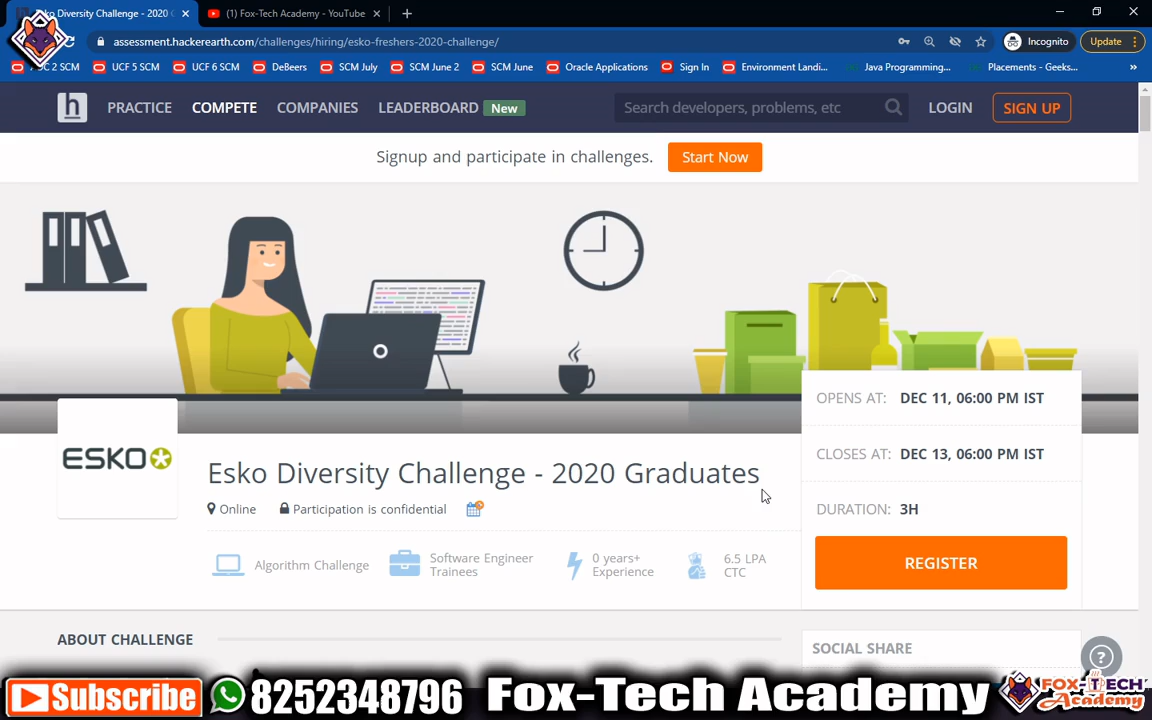 Esko Diversity Challenge - 2020
(1) Fox-Tech Academy - YouTube
assessment.hackerearth.com/challenges/hiring/esko-freshers-2020-challenge/
Incognito
Update
2 SCM
UCF 5 SCM
UCF 6 SCM
DeBeers
SCM July
SCM June 2
SCM June
Oracle Applications
Sign In
Environment Landi...
Java Programming...
Placements - Geeks...
»
h
PRACTICE
COMPETE
COMPANIES
LEADERBOARD New
Search developers, problems, etc
LOGIN
SIGN UP
Signup and participate in challenges.
Start Now
OPENS AT: DEC 11, 06:00 PM IST
CLOSES AT: DEC 13, 06:00 PM IST
DURATION: 3H
REGISTER
ESKO
Esko Diversity Challenge - 2020 Graduates
Online
Participation is confidential
Algorithm Challenge
Software Engineer
Trainees
0 years+
Experience
6.5 LPA
CTC
ABOUT CHALLENGE
SOCIAL SHARE
?
Subscribe
8252348796
Fox-Tech Academy
FOX-TECH
Academy